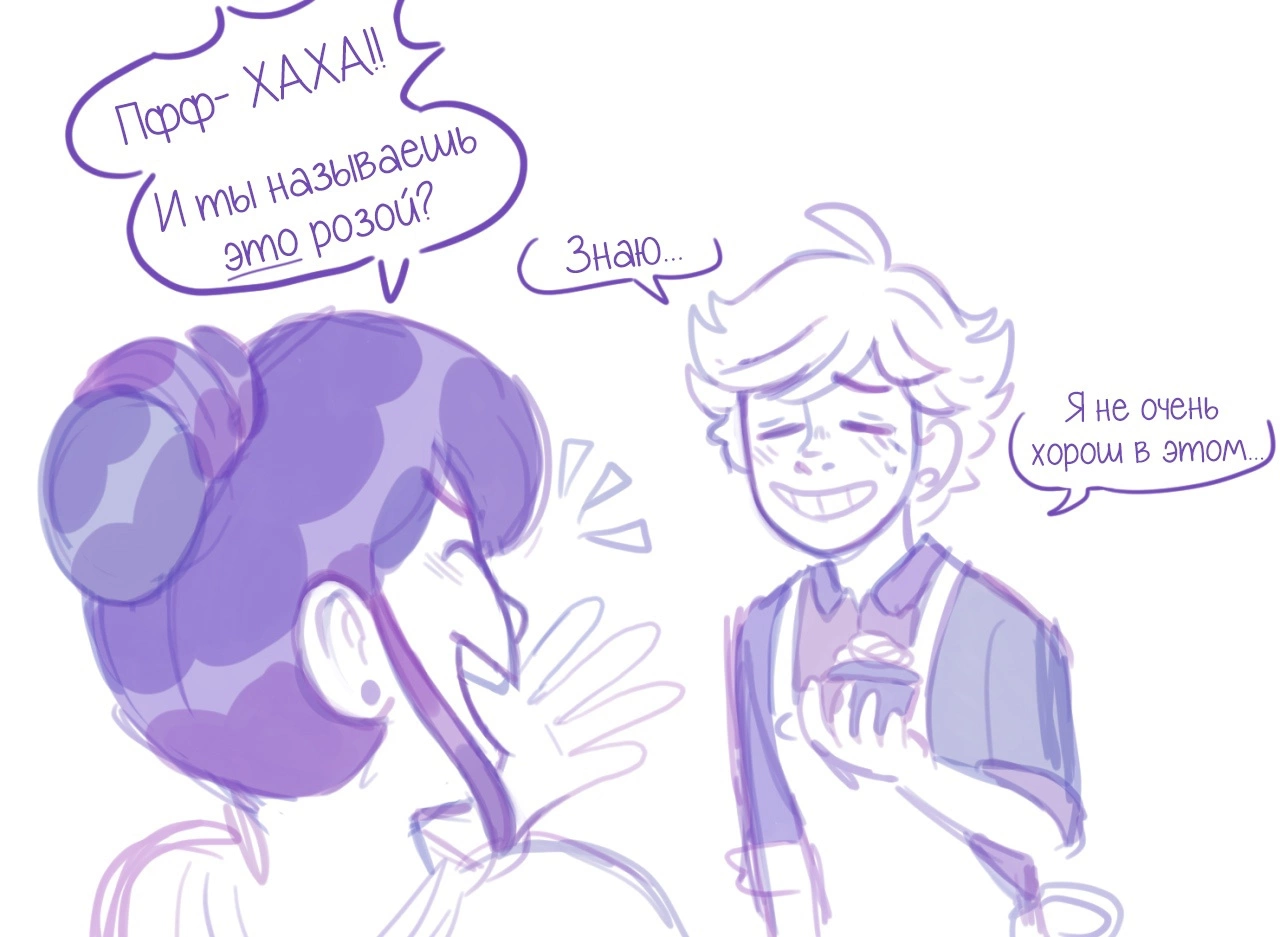 Пфф- ХАХА!!
И ты называешь
это розой?
Знаю...
Я не очень
хорош в этом...